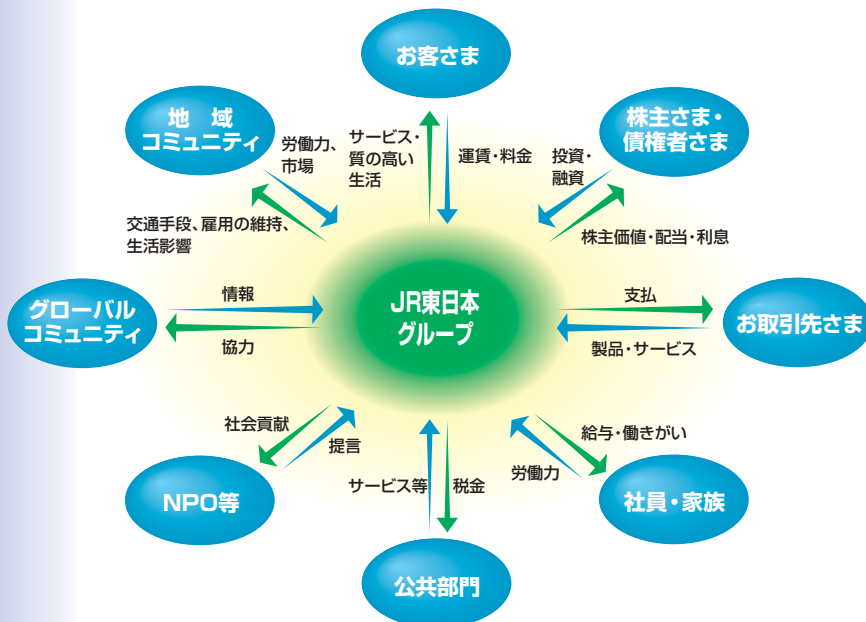 お客さま
地　域
コミュニティ
株主さま・
債権者さま
労働力、
市場
サービス・
質の高い
生活
運賃・料金
投資・
融資
交通手段、雇用の維持、
生活影響
株主価値・配当・利息
グローバル
コミュニティ
情報
協力
JR東日本
グループ
支払
製品・サービス
お取引先さま
社会貢献
提言
サービス等
税金
労働力
給与・働きがい
NPO等
社員・家族
公共部門